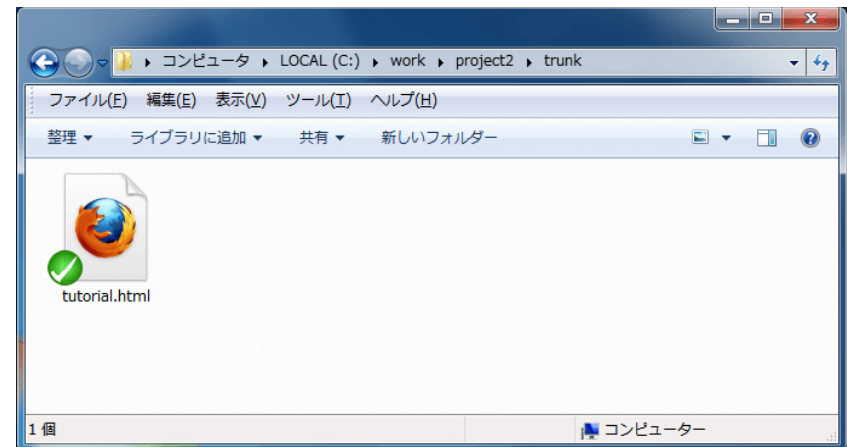 コンピュータ LOCAL (C:) work project2 trunk
ファイル(F) 編集(E) 表示(V) ツール(T) ヘルプ(H)
整理 ライブラリに追加 共有 新しいフォルダー
tutorial.html
1 個 コンピューター